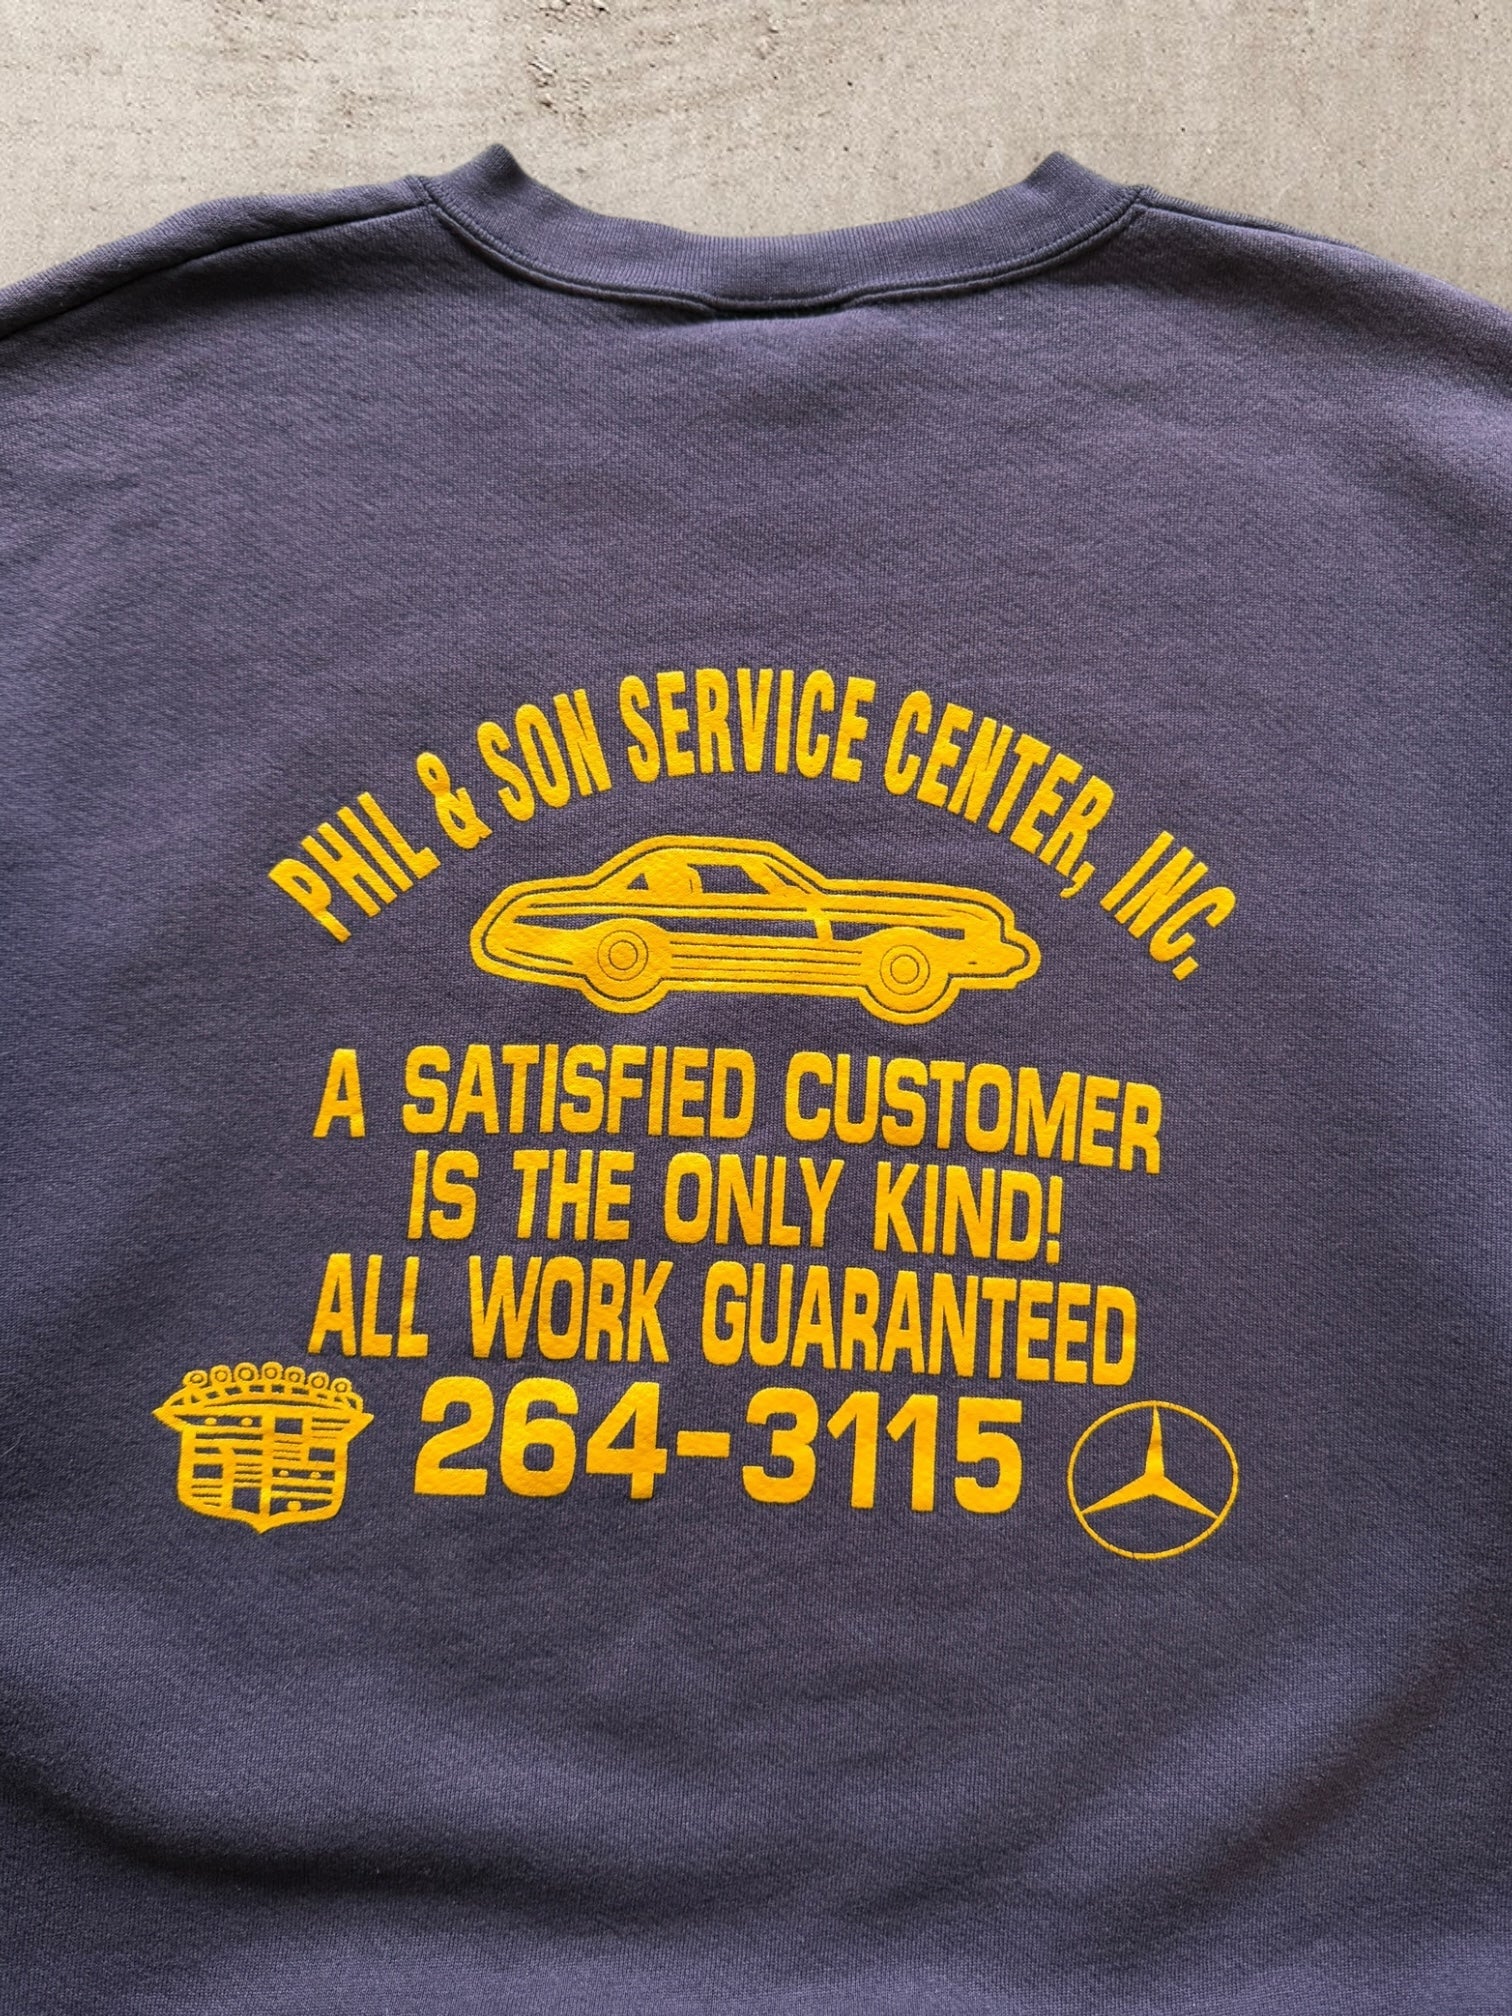 PHIL & SON SERVICE CENTER, INC.
A SATISFIED CUSTOMER
IS THE ONLY KIND!
ALL WORK GUARANTEED
264-3115